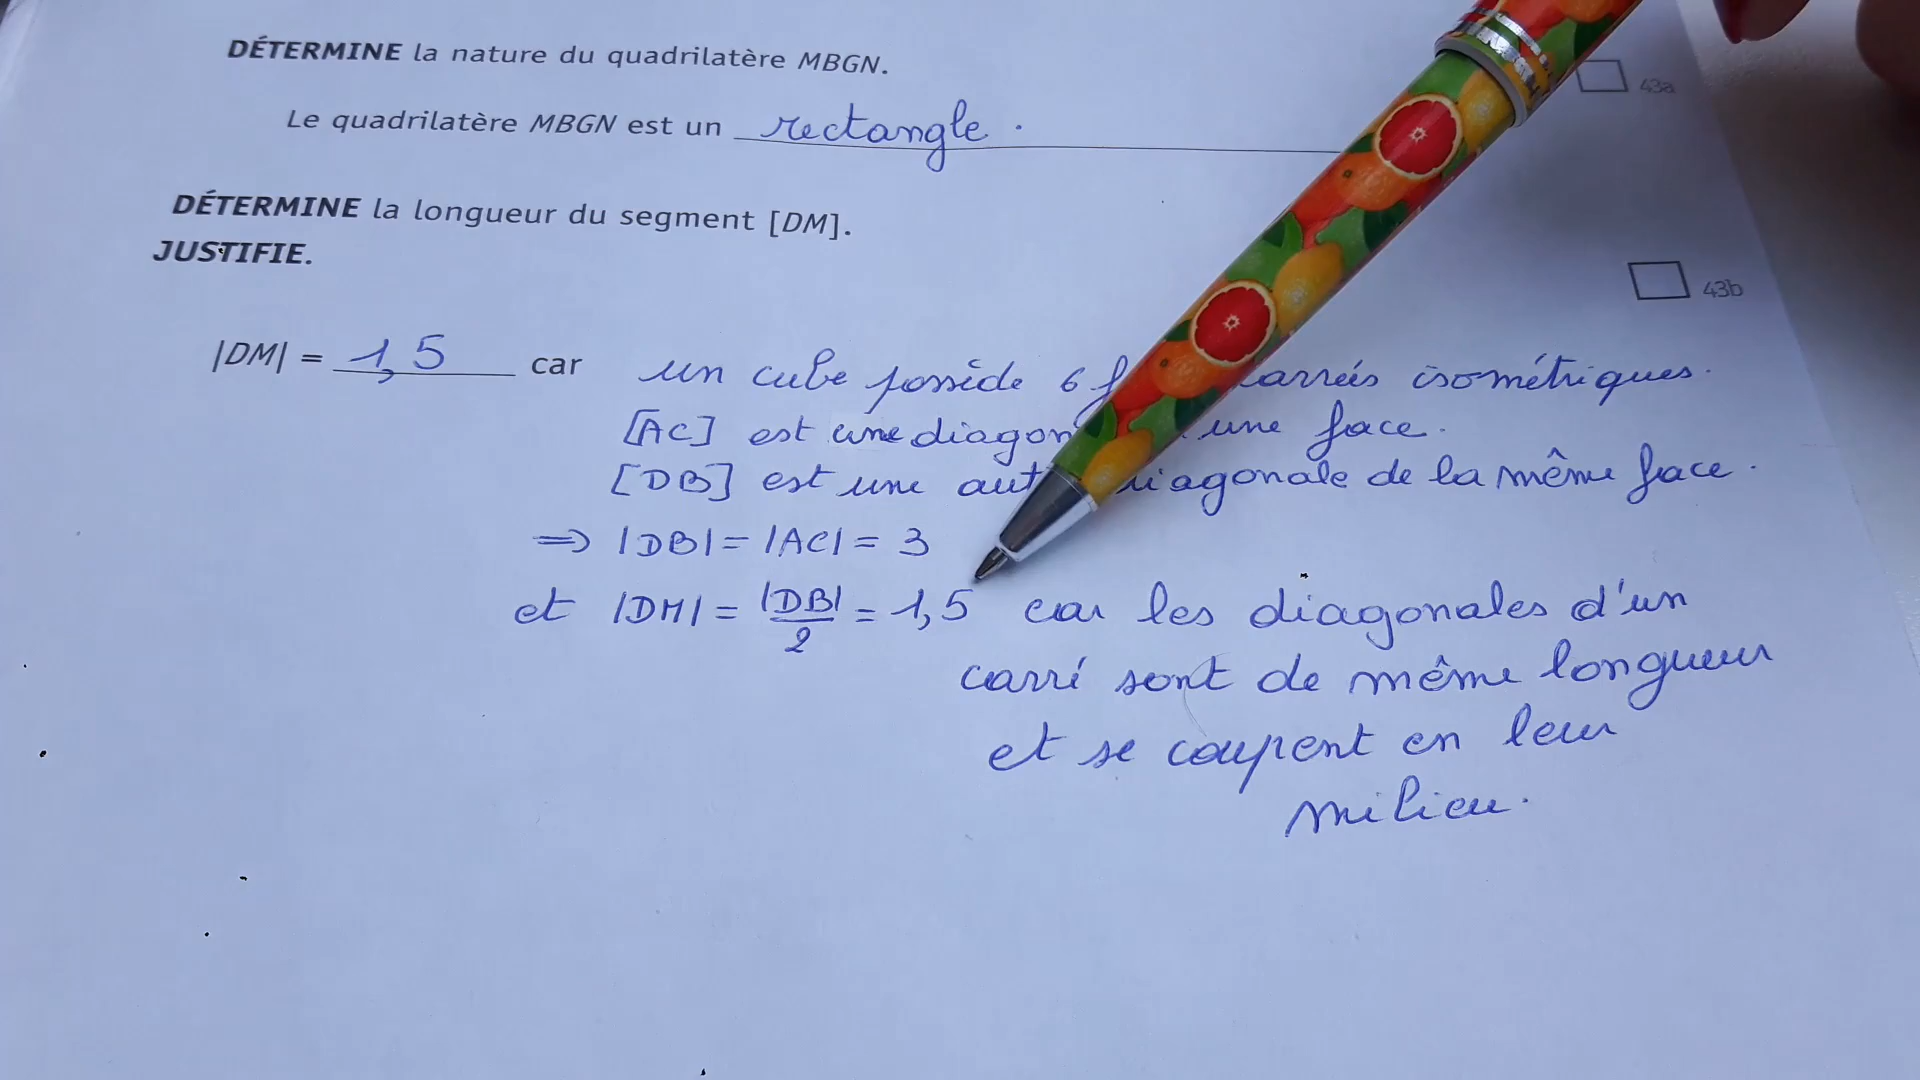 DÉTERMINE la nature du quadrilatère MBGN.
43a
Le quadrilatère MBGN est un rectangle.
DÉTERMINE la longueur du segment [DM].
JUSTIFIE.
43b
|DM| = 1,5 car un cube possède 6 carrés isométriques.
[AC] est une une face.
[DB] est une de la même face.
⇒ |DB| = |AC| = 3
et |DM| = |DB|/2 = 1,5 car les diagonales d'un
carré sont de même longueur
et se coupent en leur
milieu.